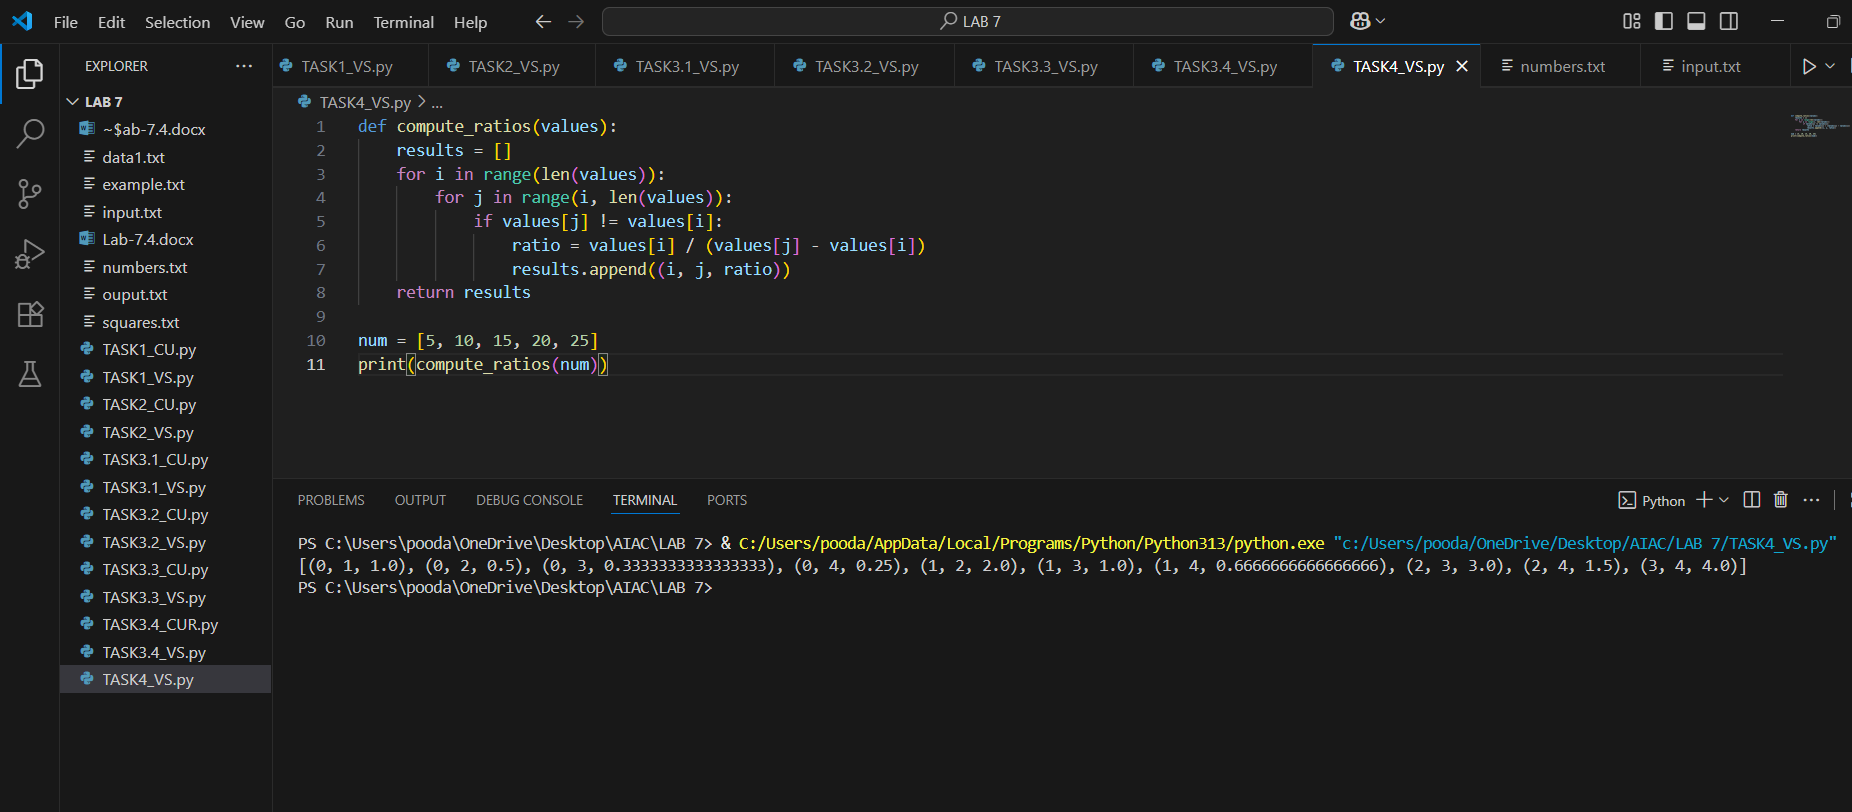 File Edit Selection View Go Run Terminal Help
LAB 7
EXPLORER
LAB 7
~$ab-7.4.docx
data1.txt
example.txt
input.txt
Lab-7.4.docx
numbers.txt
ouput.txt
squares.txt
TASK1_CU.py
TASK1_VS.py
TASK2_CU.py
TASK2_VS.py
TASK3.1_CU.py
TASK3.1_VS.py
TASK3.2_CU.py
TASK3.2_VS.py
TASK3.3_CU.py
TASK3.3_VS.py
TASK3.4_CUR.py
TASK3.4_VS.py
TASK4_VS.py
TASK1_VS.py TASK2_VS.py TASK3.1_VS.py TASK3.2_VS.py TASK3.3_VS.py TASK3.4_VS.py TASK4_VS.py numbers.txt input.txt
TASK4_VS.py > ...
1 def compute_ratios(values):
2     results = []
3     for i in range(len(values)):
4         for j in range(i, len(values)):
5             if values[j] != values[i]:
6                 ratio = values[i] / (values[j] - values[i])
7                 results.append((i, j, ratio))
8     return results
9
10 num = [5, 10, 15, 20, 25]
11 print(compute_ratios(num))
PROBLEMS OUTPUT DEBUG CONSOLE TERMINAL PORTS
Python
PS C:\Users\pooda\OneDrive\Desktop\AIAC\LAB 7> & C:/Users/pooda/AppData/Local/Programs/Python/Python313/python.exe "c:/Users/pooda/OneDrive/Desktop/AIAC/LAB 7/TASK4_VS.py"
[(0, 1, 1.0), (0, 2, 0.5), (0, 3, 0.3333333333333333), (0, 4, 0.25), (1, 2, 2.0), (1, 3, 1.0), (1, 4, 0.6666666666666666), (2, 3, 3.0), (2, 4, 1.5), (3, 4, 4.0)]
PS C:\Users\pooda\OneDrive\Desktop\AIAC\LAB 7>